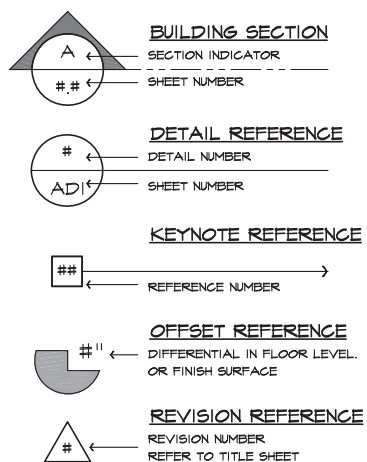 BUILDING SECTION
A
SECTION INDICATOR
#.#
SHEET NUMBER
DETAIL REFERENCE
#
DETAIL NUMBER
AD1
SHEET NUMBER
KEYNOTE REFERENCE
##
REFERENCE NUMBER
OFFSET REFERENCE
#"
DIFFERENTIAL IN FLOOR LEVEL.
OR FINISH SURFACE
REVISION REFERENCE
REVISION NUMBER
#
REFER TO TITLE SHEET